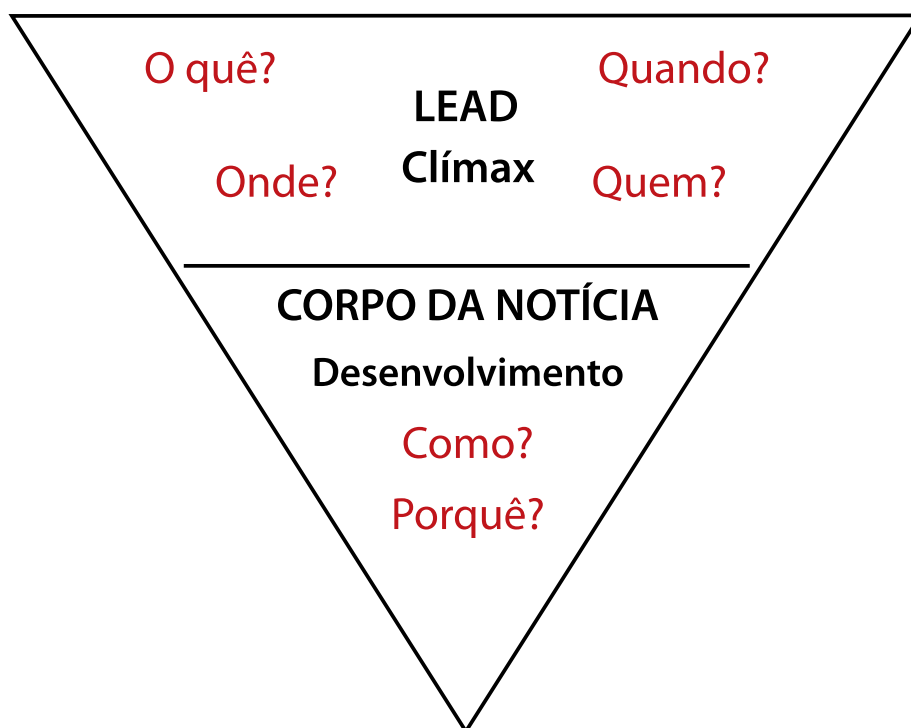 O quê?
Quando?
LEAD
Clímax
Onde?
Quem?
CORPO DA NOTÍCIA
Desenvolvimento
Como?
Porquê?